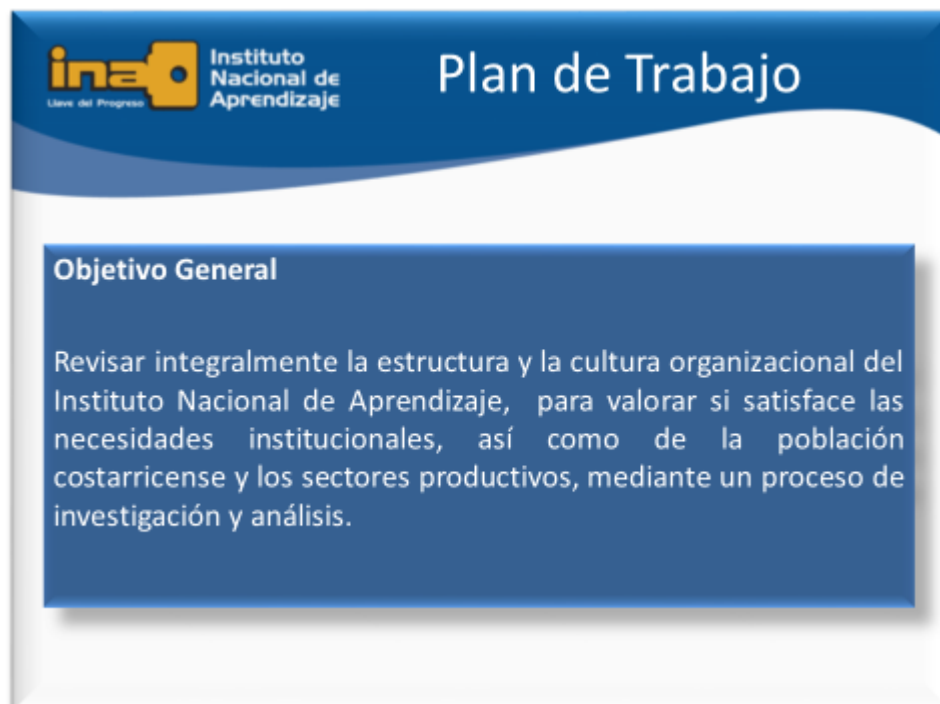 ina
Llave del Progreso
Instituto
Nacional de
Aprendizaje
Plan de Trabajo
Objetivo General
Revisar integralmente la estructura y la cultura organizacional del
Instituto Nacional de Aprendizaje, para valorar si satisface las
necesidades institucionales, así como de la población
costarricense y los sectores productivos, mediante un proceso de
investigación y análisis.